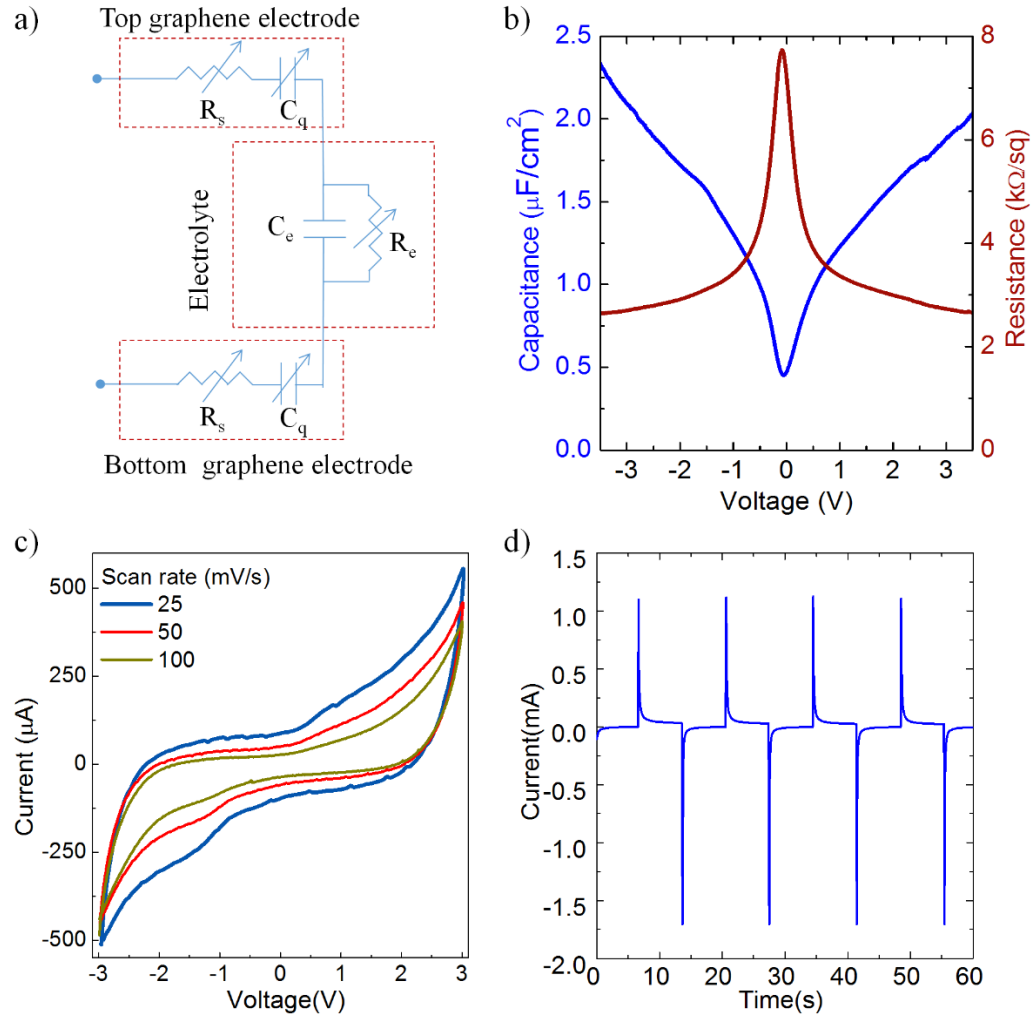 a)
Top graphene electrode
R_s
C_q
Electrolyte
C_e
R_e
R_s
C_q
Bottom graphene electrode
b)
2.5
2.0
1.5
1.0
0.5
0.0
Capacitance (μF/cm²)
8
6
4
2
0
Resistance (kΩ/sq)
-3 -2 -1 0 1 2 3
Voltage (V)
c)
Scan rate (mV/s)
25
50
100
500
250
0
-250
-500
Current (μA)
-3 -2 -1 0 1 2 3
Voltage(V)
d)
1.5
1.0
0.5
0.0
-0.5
-1.0
-1.5
-2.0
Current(mA)
0 10 20 30 40 50 60
Time(s)